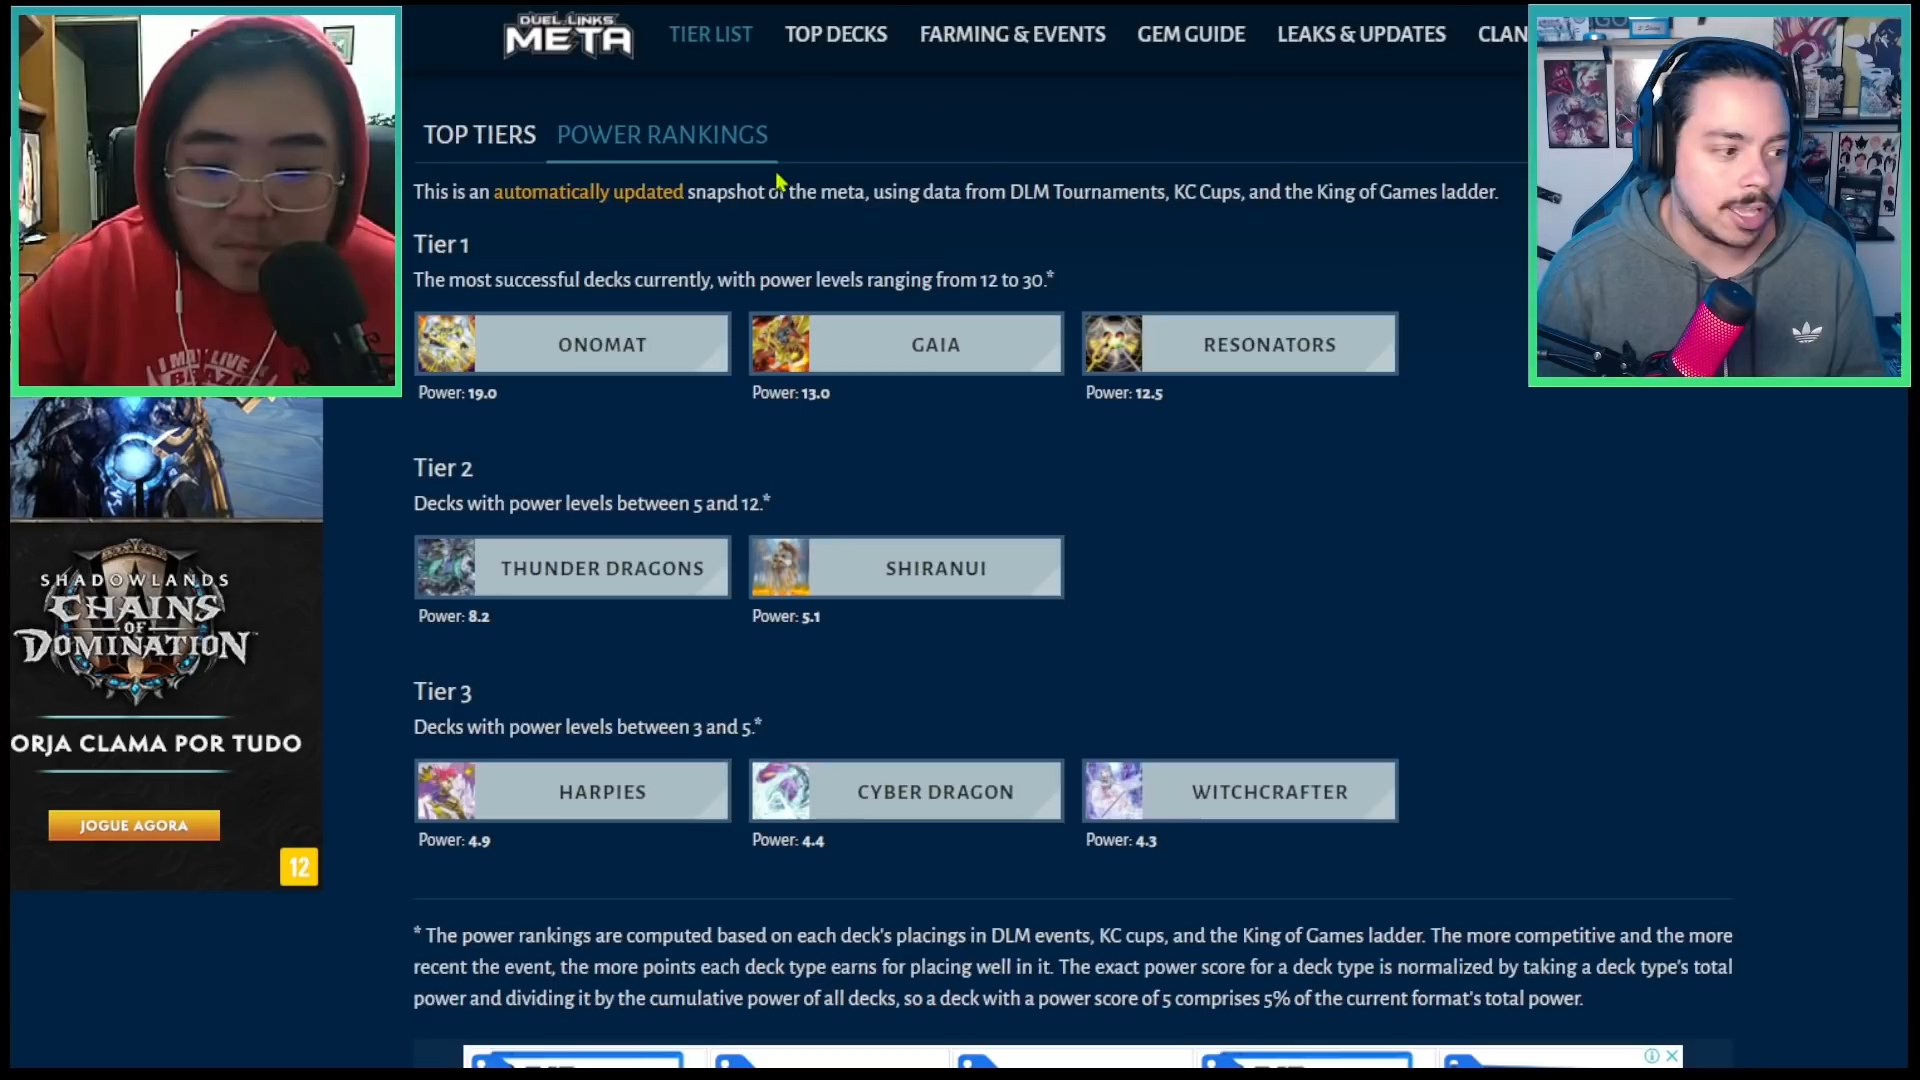 DUEL LINKS
META
TIER LIST
TOP DECKS
FARMING & EVENTS
GEM GUIDE
LEAKS & UPDATES
CLAN
TOP TIERS
POWER RANKINGS
This is an automatically updated snapshot of the meta, using data from DLM Tournaments, KC Cups, and the King of Games ladder.
Tier 1
The most successful decks currently, with power levels ranging from 12 to 30.*
ONOMAT
GAIA
RESONATORS
Power: 19.0
Power: 13.0
Power: 12.5
Tier 2
Decks with power levels between 5 and 12.*
THUNDER DRAGONS
SHIRANUI
Power: 8.2
Power: 5.1
Tier 3
Decks with power levels between 3 and 5.*
HARPIES
CYBER DRAGON
WITCHCRAFTER
Power: 4.9
Power: 4.4
Power: 4.3
* The power rankings are computed based on each deck's placings in DLM events, KC cups, and the King of Games ladder. The more competitive and the more
recent the event, the more points each deck type earns for placing well in it. The exact power score for a deck type is normalized by taking a deck type's total
power and dividing it by the cumulative power of all decks, so a deck with a power score of 5 comprises 5% of the current format's total power.
SHADOWLANDS
CHAINS
OF
DOMINATION
ORJA CLAMA POR TUDO
JOGUE AGORA
12
I MAY LIVE